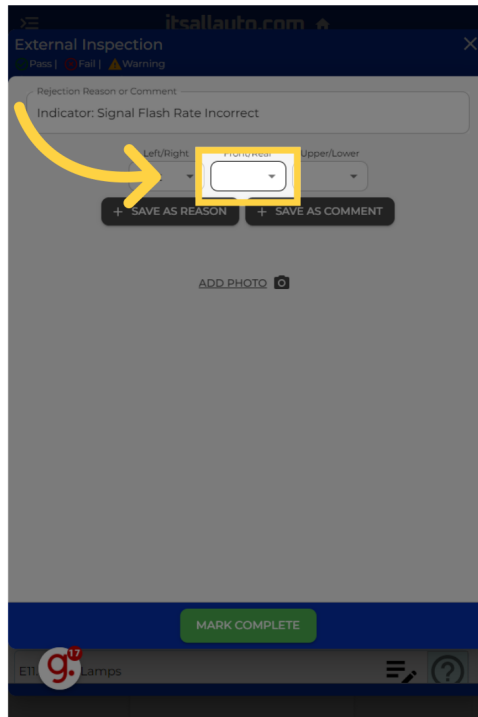 itsallauto.com
External Inspection
Pass | Fail | Warning
Rejection Reason or Comment
Indicator: Signal Flash Rate Incorrect
Left/Right Front/Rear Upper/Lower
+ SAVE AS REASON + SAVE AS COMMENT
ADD PHOTO
MARK COMPLETE
g. 17
Lamps